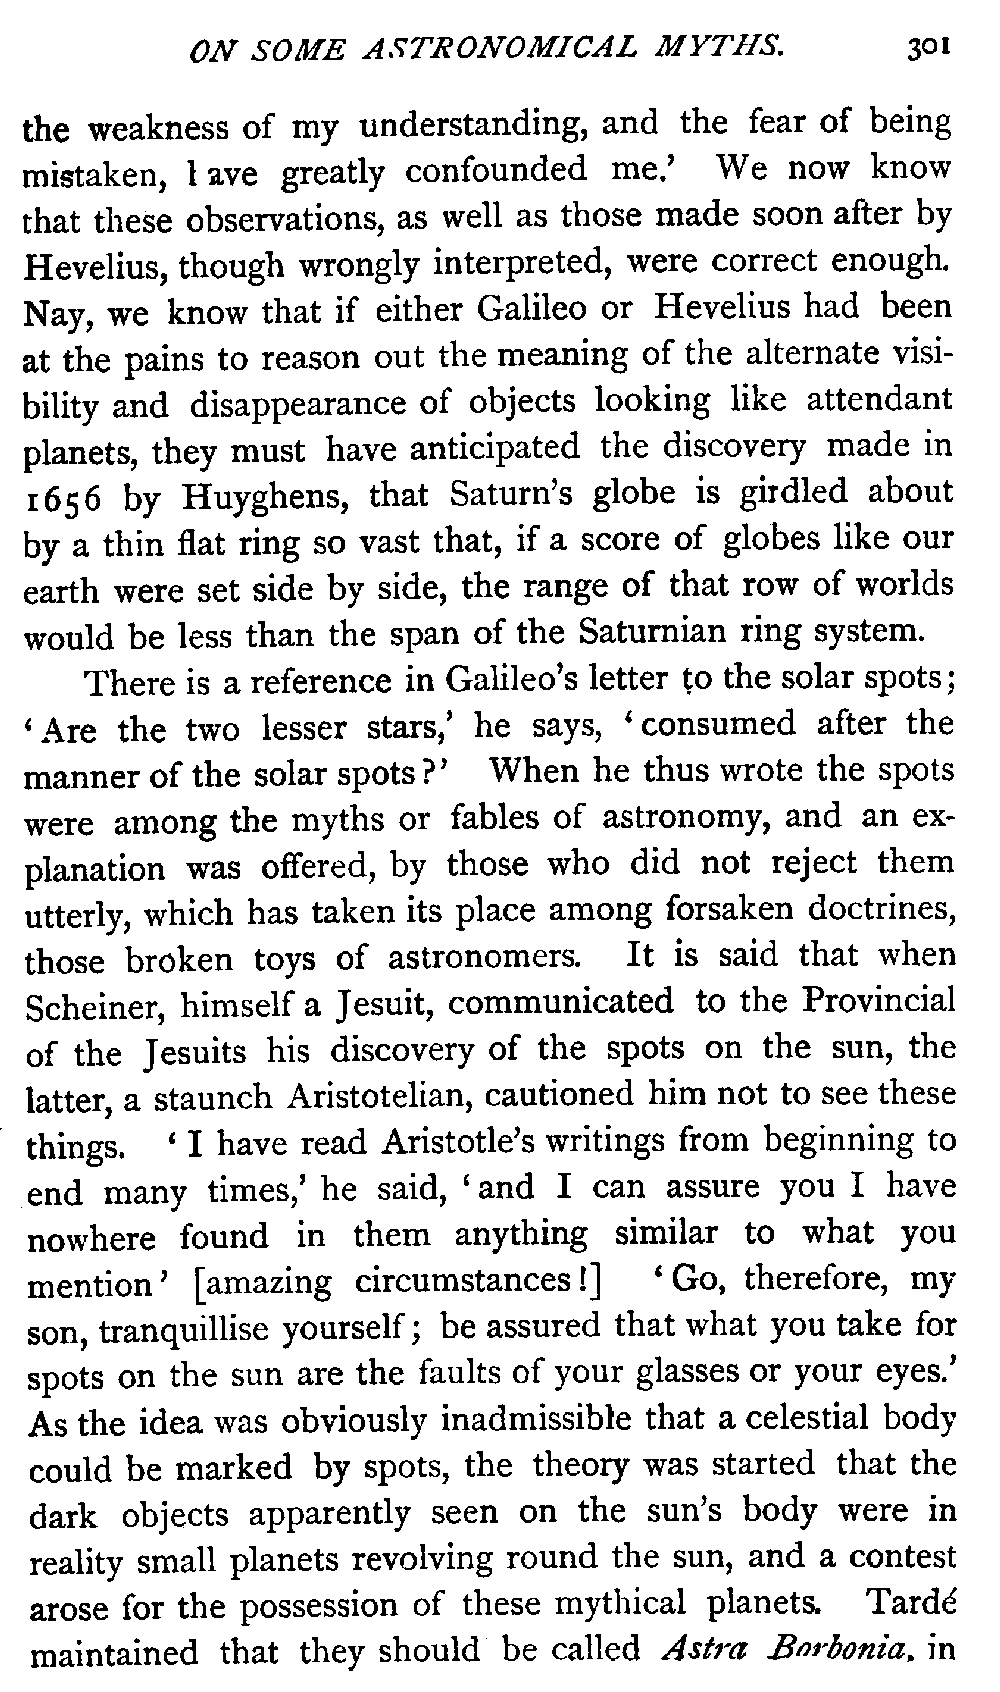 ON SOME ASTRONOMICAL MYTHS. 301
the weakness of my understanding, and the fear of being
mistaken, l ave greatly confounded me.’ We now know
that these observations, as well as those made soon after by
Hevelius, though wrongly interpreted, were correct enough.
Nay, we know that if either Galileo or Hevelius had been
at the pains to reason out the meaning of the alternate visi-
bility and disappearance of objects looking like attendant
planets, they must have anticipated the discovery made in
1656 by Huyghens, that Saturn’s globe is girdled about
by a thin flat ring so vast that, if a score of globes like our
earth were set side by side, the range of that row of worlds
would be less than the span of the Saturnian ring system.
There is a reference in Galileo’s letter to the solar spots;
‘Are the two lesser stars,’ he says, ‘consumed after the
manner of the solar spots?’ When he thus wrote the spots
were among the myths or fables of astronomy, and an ex-
planation was offered, by those who did not reject them
utterly, which has taken its place among forsaken doctrines,
those broken toys of astronomers. It is said that when
Scheiner, himself a Jesuit, communicated to the Provincial
of the Jesuits his discovery of the spots on the sun, the
latter, a staunch Aristotelian, cautioned him not to see these
things. ‘I have read Aristotle’s writings from beginning to
end many times,’ he said, ‘and I can assure you I have
nowhere found in them anything similar to what you
mention’ [amazing circumstances!] ‘Go, therefore, my
son, tranquillise yourself; be assured that what you take for
spots on the sun are the faults of your glasses or your eyes.’
As the idea was obviously inadmissible that a celestial body
could be marked by spots, the theory was started that the
dark objects apparently seen on the sun’s body were in
reality small planets revolving round the sun, and a contest
arose for the possession of these mythical planets. Tardé
maintained that they should be called Astra Borbonia, in